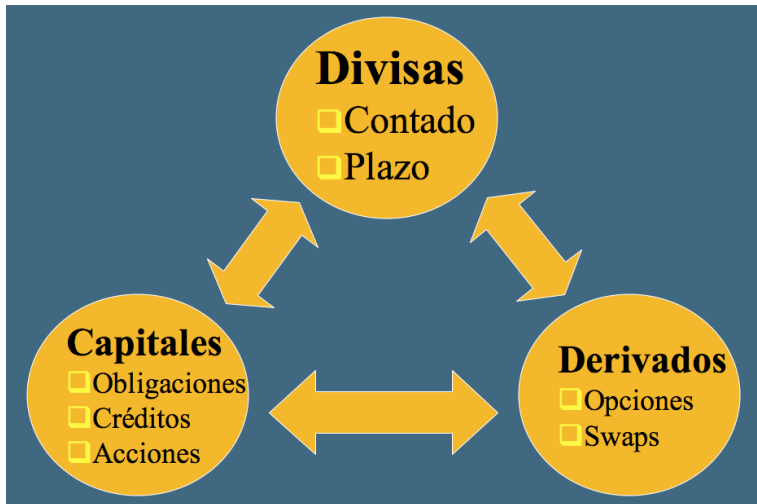 Divisas
Contado
Plazo
Capitales
Obligaciones
Créditos
Acciones
Derivados
Opciones
Swaps